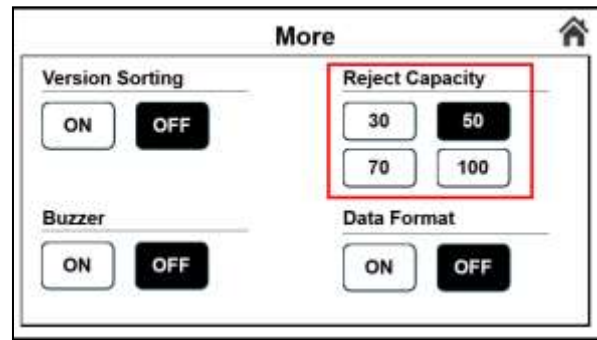 More
Version Sorting
ON OFF
Reject Capacity
30 50
70 100
Buzzer
ON OFF
Data Format
ON OFF